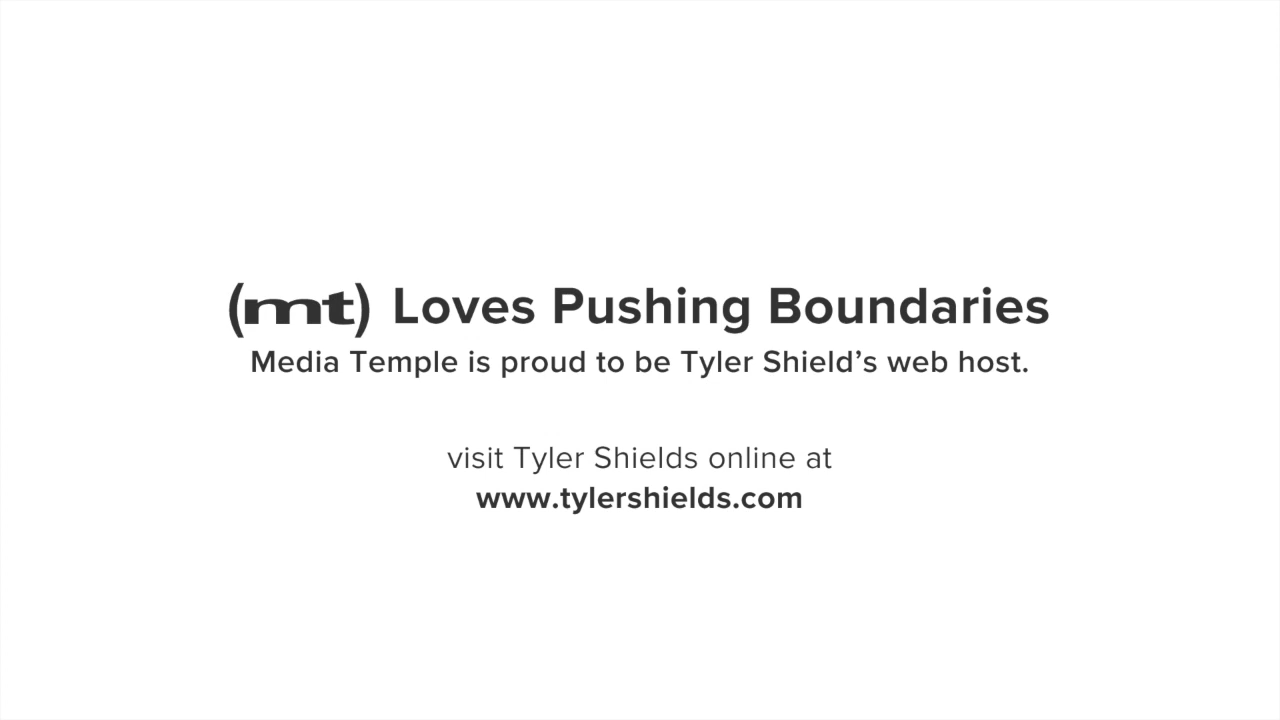 (mt) Loves Pushing Boundaries
Media Temple is proud to be Tyler Shield’s web host.
visit Tyler Shields online at
www.tylershields.com